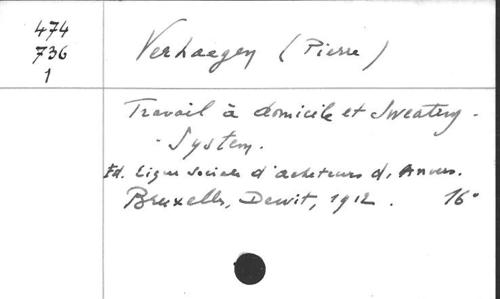 474
736
1
Verhaegen (Pierre)
Travail à domicile et Sweating-
-System.
Ed. Ligue sociale d'acheteurs d'Anvers.
Bruxelles, Dewit, 1912. 16°